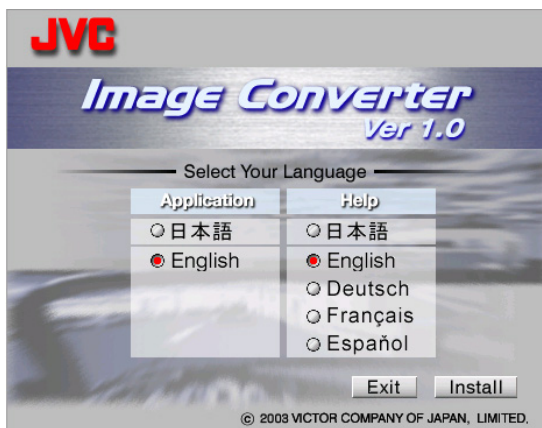 JVC
Image Converter
Ver 1.0
Select Your Language
Application
日本語
English
Help
日本語
English
Deutsch
Français
Espaňol
Exit
Install
© 2003 VICTOR COMPANY OF JAPAN, LIMITED.